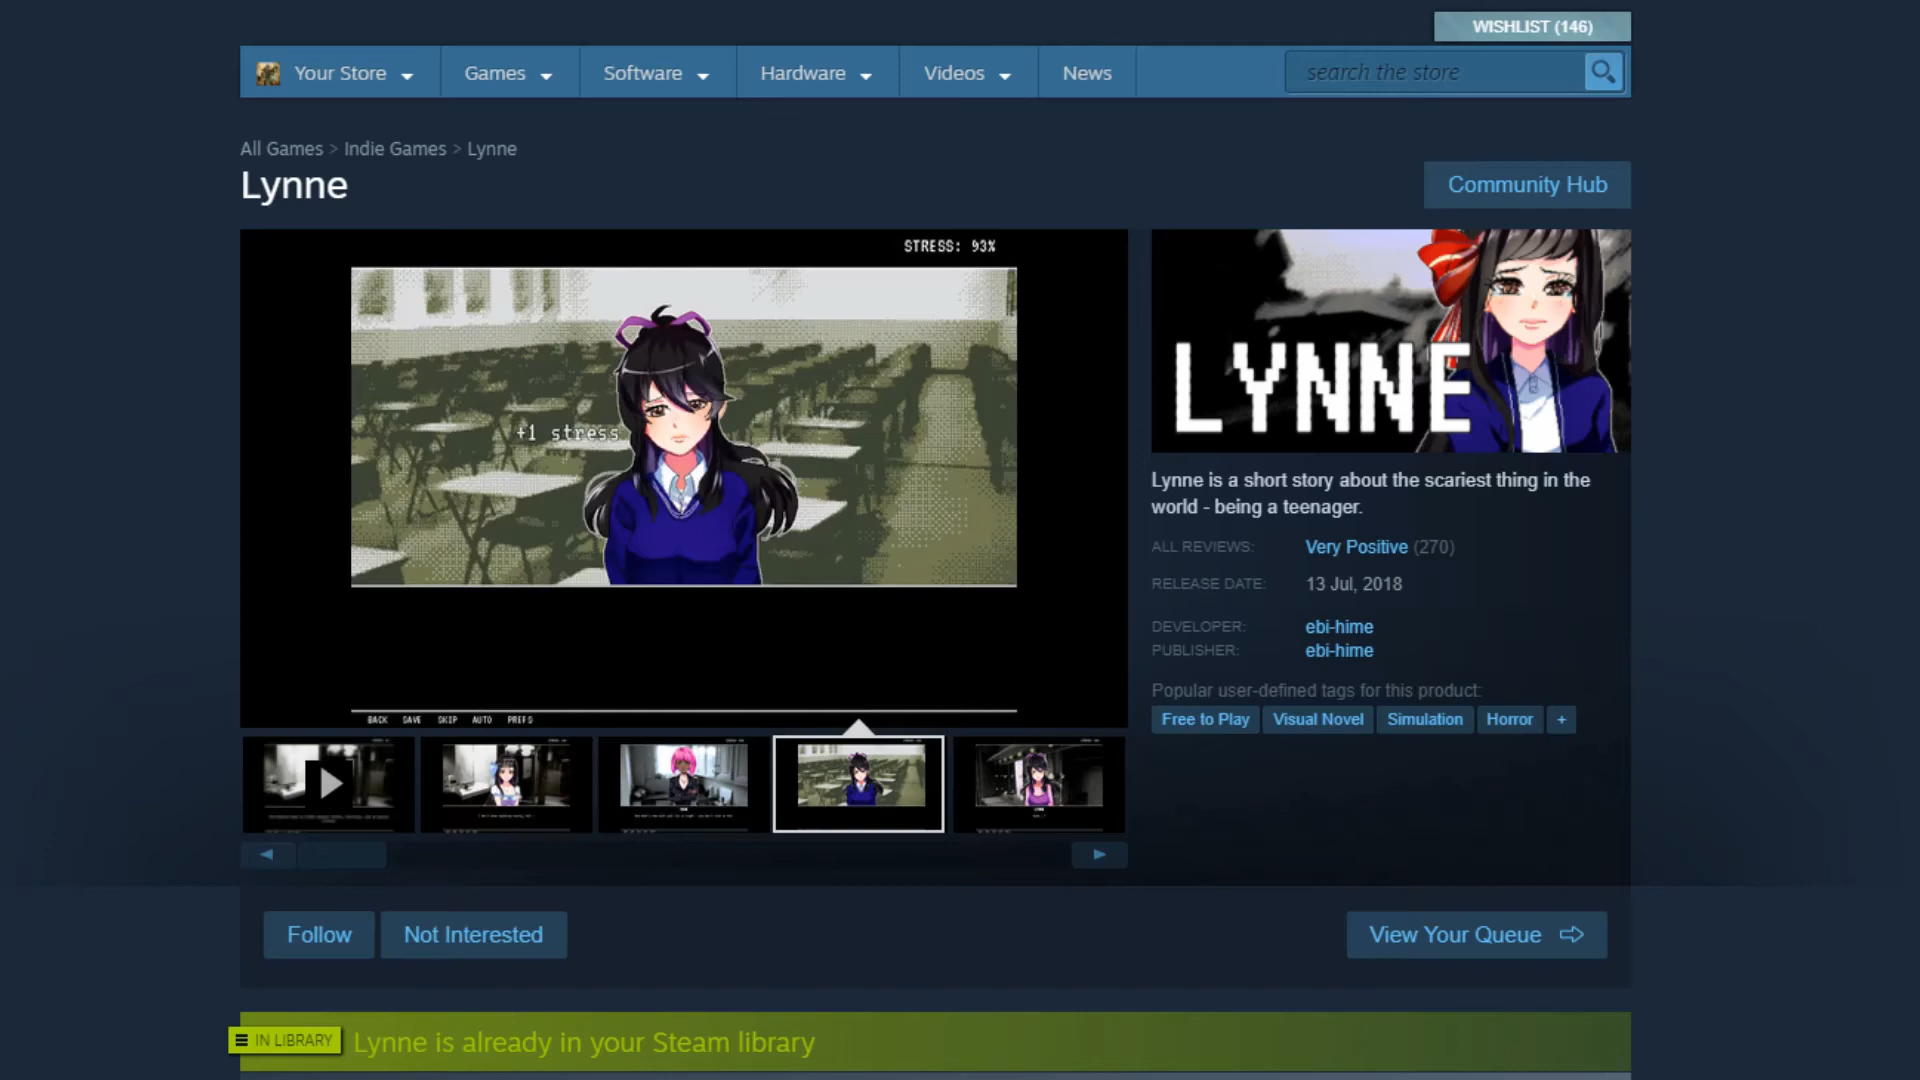 WISHLIST (146)
Your Store
Games
Software
Hardware
Videos
News
search the store
All Games > Indie Games > Lynne
Lynne
Community Hub
STRESS: 93%
+1 stress
BACK SAVE SKIP AUTO PREFS
LYNNE
Lynne is a short story about the scariest thing in the
world - being a teenager.
ALL REVIEWS: Very Positive (270)
RELEASE DATE: 13 Jul, 2018
DEVELOPER: ebi-hime
PUBLISHER: ebi-hime
Popular user-defined tags for this product:
Free to Play Visual Novel Simulation Horror +
Follow
Not Interested
View Your Queue
IN LIBRARY
Lynne is already in your Steam library